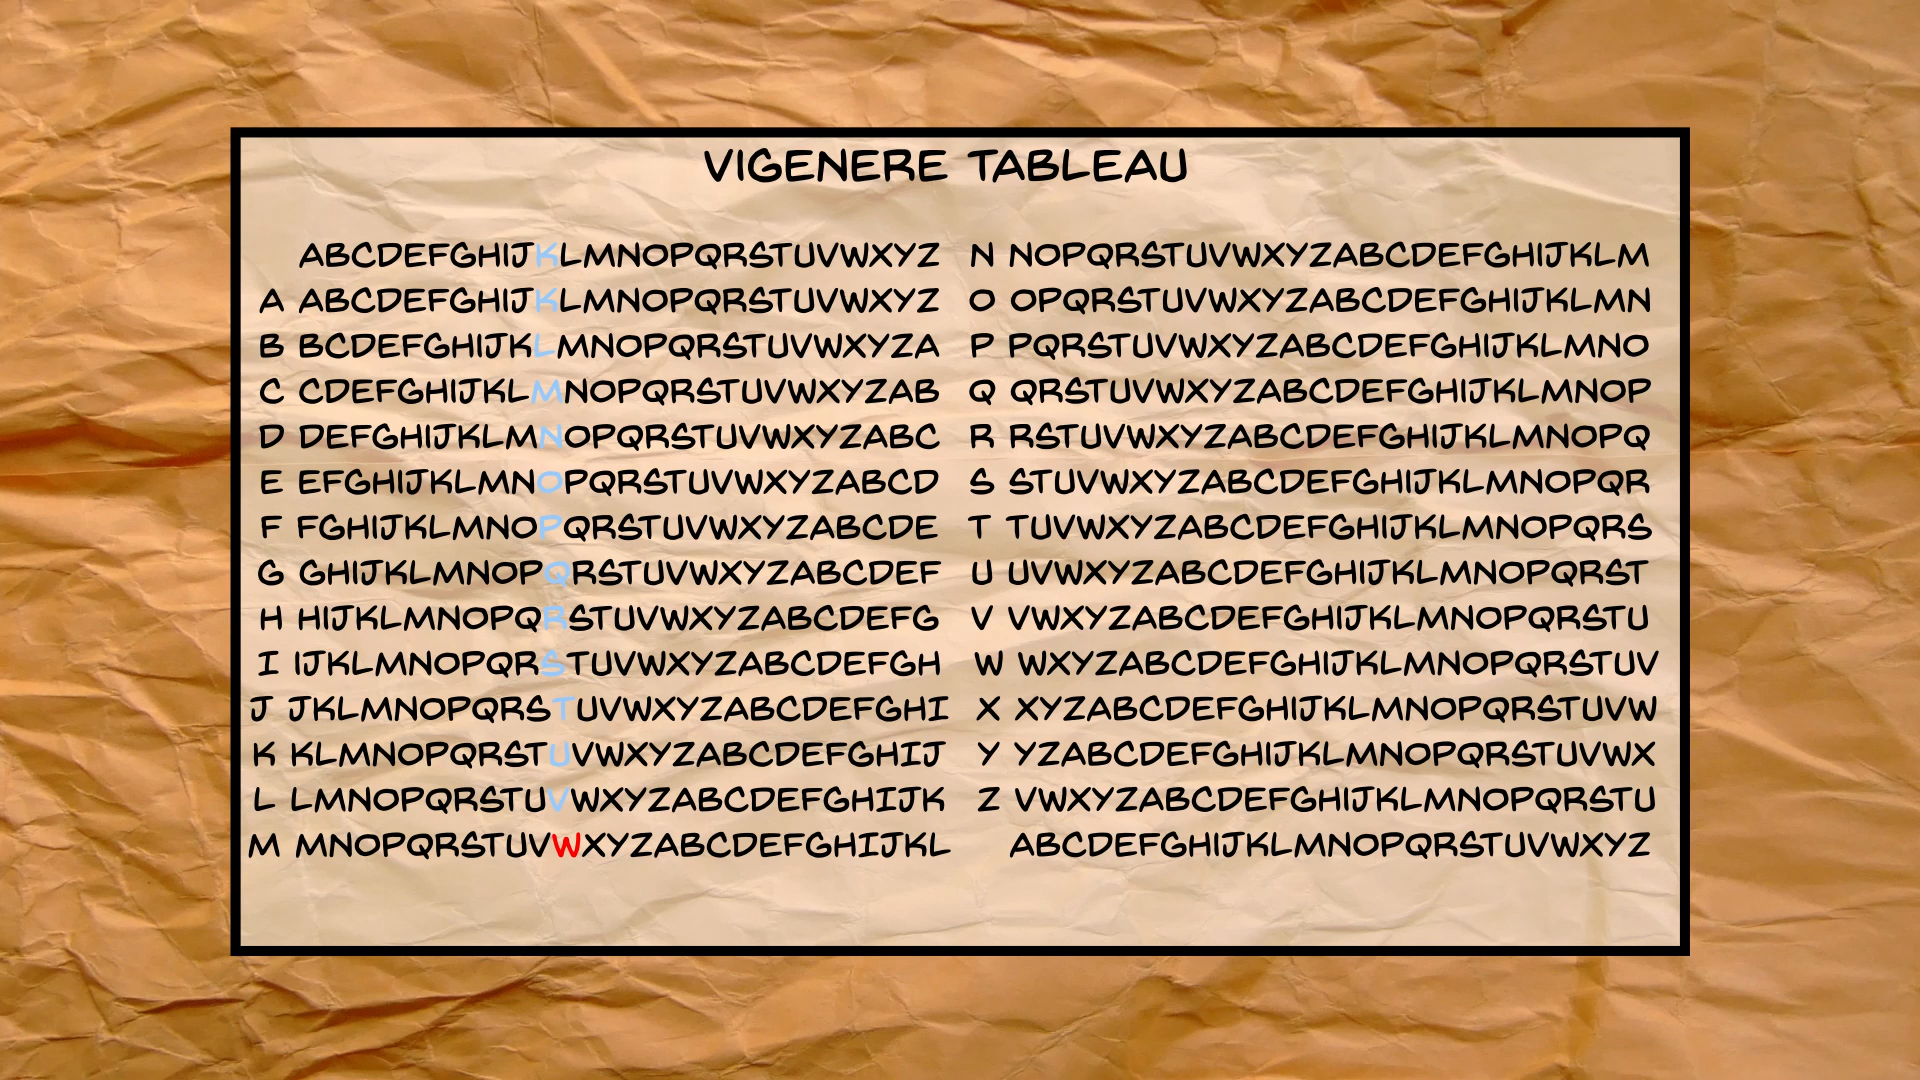 VIGENERE TABLEAU
ABCDEFGHIJKLMNOPQRSTUVWXYZ
A ABCDEFGHIJKLMNOPQRSTUVWXYZ
B BCDEFGHIJKLMNOPQRSTUVWXYZA
C CDEFGHIJKLMNOPQRSTUVWXYZAB
D DEFGHIJKLMNOPQRSTUVWXYZABC
E EFGHIJKLMNOPQRSTUVWXYZABCD
F FGHIJKLMNOPQRSTUVWXYZABCDE
G GHIJKLMNOPQRSTUVWXYZABCDEF
H HIJKLMNOPQRSTUVWXYZABCDEFG
I IJKLMNOPQRSTUVWXYZABCDEFGH
J JKLMNOPQRSTUVWXYZABCDEFGHI
K KLMNOPQRSTUVWXYZABCDEFGHIJ
L LMNOPQRSTUVWXYZABCDEFGHIJK
M MNOPQRSTUVWXYZABCDEFGHIJKL
N NOPQRSTUVWXYZABCDEFGHIJKLM
O OPQRSTUVWXYZABCDEFGHIJKLMN
P PQRSTUVWXYZABCDEFGHIJKLMNO
Q QRSTUVWXYZABCDEFGHIJKLMNOP
R RSTUVWXYZABCDEFGHIJKLMNOPQ
S STUVWXYZABCDEFGHIJKLMNOPQR
T TUVWXYZABCDEFGHIJKLMNOPQRS
U UVWXYZABCDEFGHIJKLMNOPQRST
V VWXYZABCDEFGHIJKLMNOPQRSTU
W WXYZABCDEFGHIJKLMNOPQRSTUV
X XYZABCDEFGHIJKLMNOPQRSTUVW
Y YZABCDEFGHIJKLMNOPQRSTUVWX
Z VWXYZABCDEFGHIJKLMNOPQRSTU
ABCDEFGHIJKLMNOPQRSTUVWXYZ